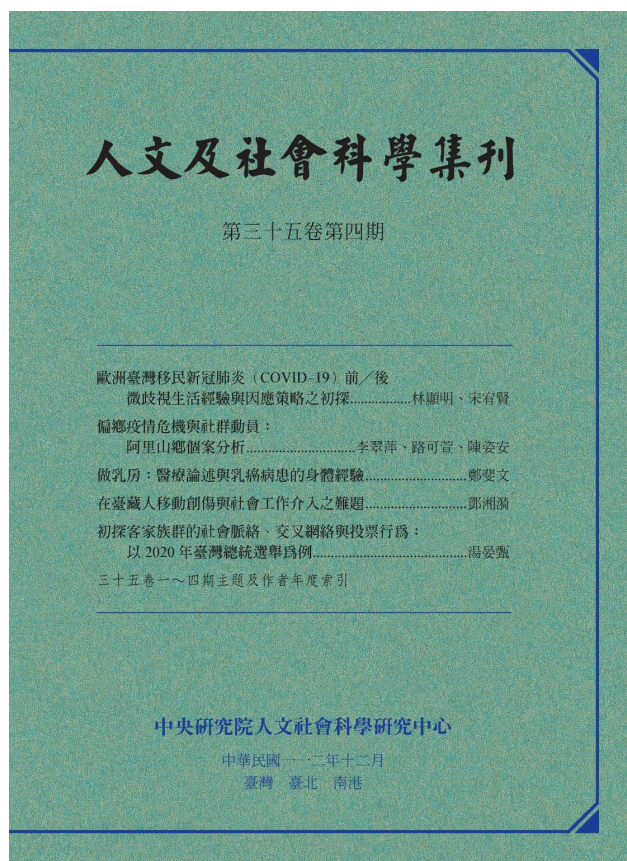 人文及社會科學集刊
第三十五卷第四期
歐洲臺灣移民新冠肺炎（COVID-19）前／後
微歧視生活經驗與因應策略之初探.................林顯明、宋宥賢
偏鄉疫情危機與社群動員：
阿里山鄉個案分析..............................李翠萍、路可萓、陳姿安
做乳房：醫療論述與乳癌病患的身體經驗............................鄭斐文
在臺藏人移動創傷與社會工作介入之難題............................鄧湘漪
初探客家族群的社會脈絡、交叉網絡與投票行爲：
以 2020 年臺灣總統選舉爲例...........................................湯晏甄
三十五卷一～四期主題及作者年度索引
中央研究院人文社會科學研究中心
中華民國一一二年十二月
臺灣　臺北　南港